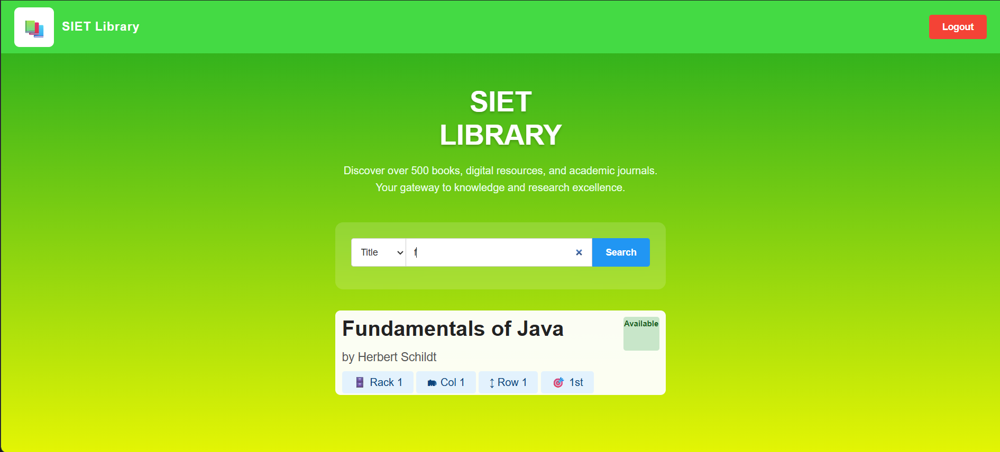 SIET Library
Logout
SIET
LIBRARY
Discover over 500 books, digital resources, and academic journals.
Your gateway to knowledge and research excellence.
Title
f
Search
Fundamentals of Java
Available
by Herbert Schildt
Rack 1
Col 1
Row 1
1st